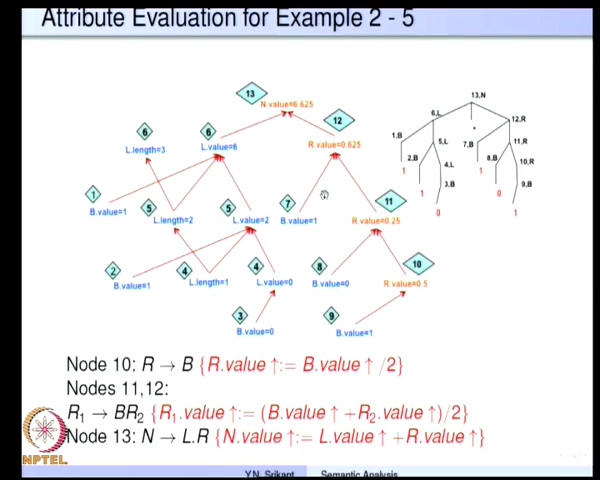 Attribute Evaluation for Example 2 - 5
13
N.value=6.625
13,N
6
6
12
L.length=3
L.value=6
R.value=0.625
6,L
12,R
1,B
5,L
7,B
11,R
1
2,B
4,L
1
8,B
10,R
1
3,B
0
9,B
0
1
1
5
5
7
11
B.value=1
L.length=2
L.value=2
B.value=1
R.value=0.25
2
4
4
8
10
B.value=1
L.length=1
L.value=0
B.value=0
R.value=0.5
3
9
B.value=0
B.value=1
Node 10: R → B {R.value ↑:= B.value ↑ /2}
Nodes 11,12:
R₁ → BR₂ {R₁.value ↑:= (B.value ↑ +R₂.value ↑)/2}
Node 13: N → L.R {N.value ↑:= L.value ↑ +R.value ↑}
NPTEL
Y.N. Srikant Semantic Analysis